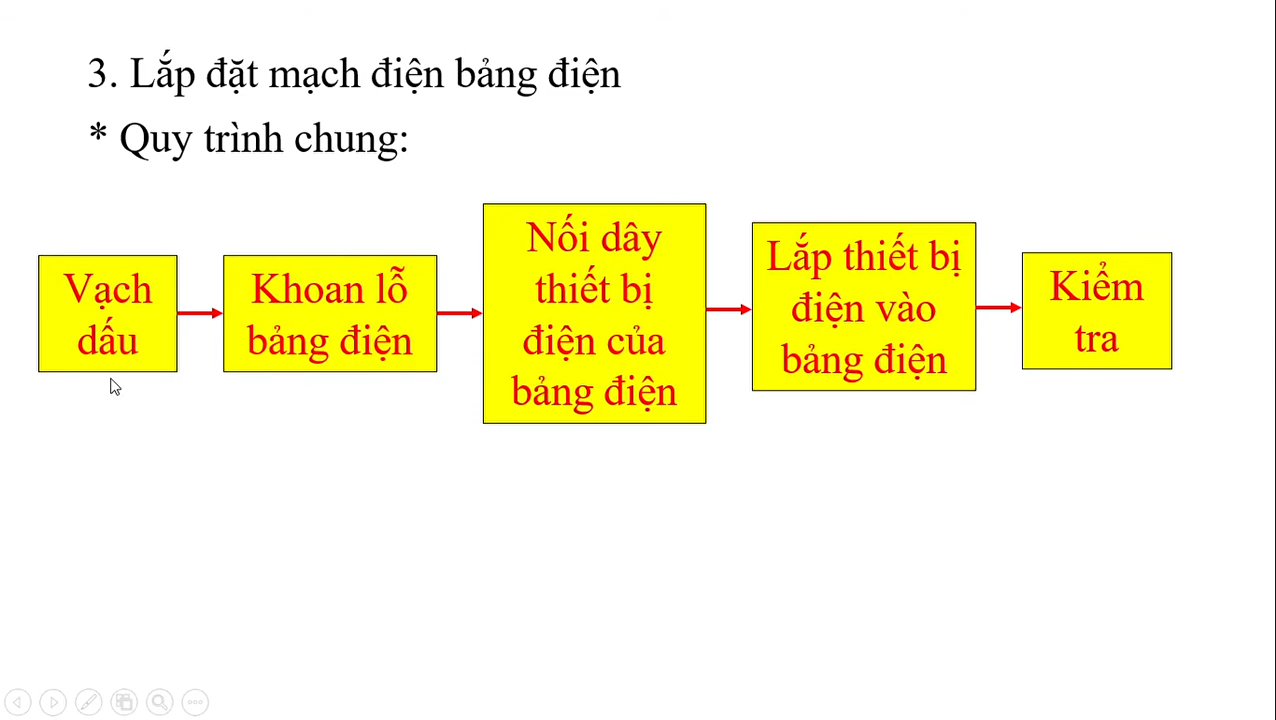 3. Lắp đặt mạch điện bảng điện
* Quy trình chung:
Vạch
dấu
Khoan lỗ
bảng điện
Nối dây
thiết bị
điện của
bảng điện
Lắp thiết bị
điện vào
bảng điện
Kiểm
tra